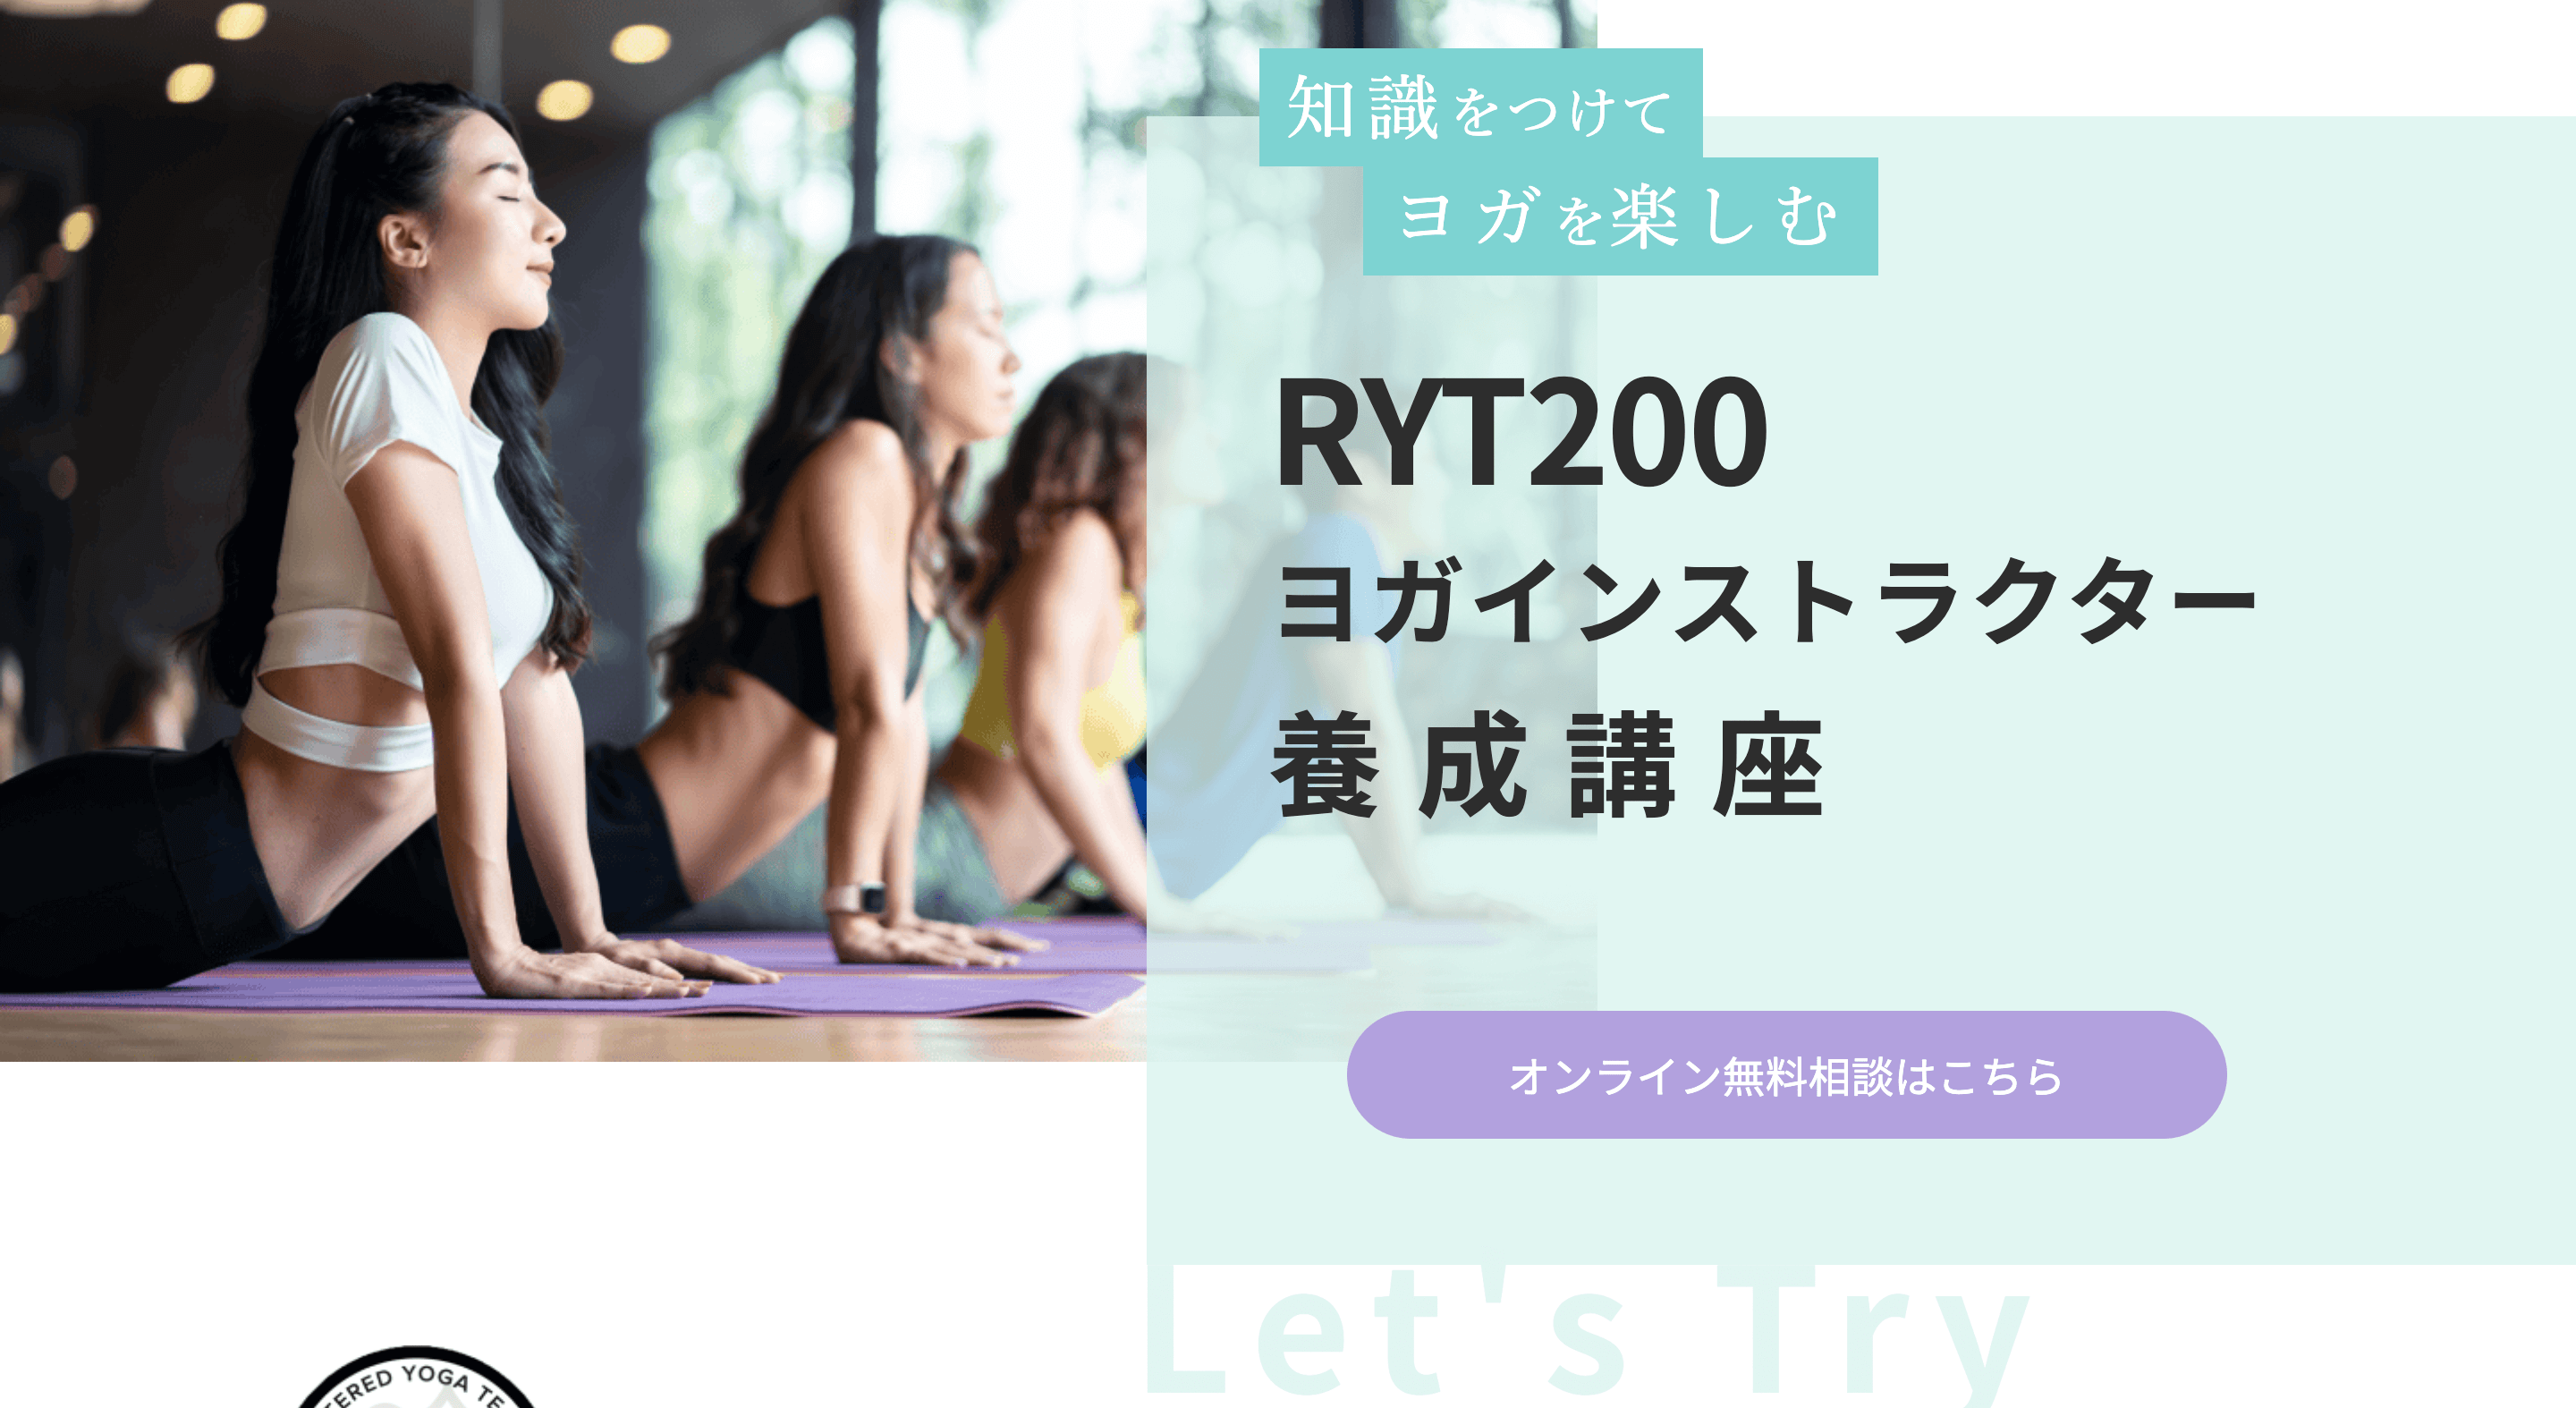 知識をつけて
ヨガを楽しむ
RYT200
ヨガインストラクター
養成講座
オンライン無料相談はこちら
Let's Try
YOGA